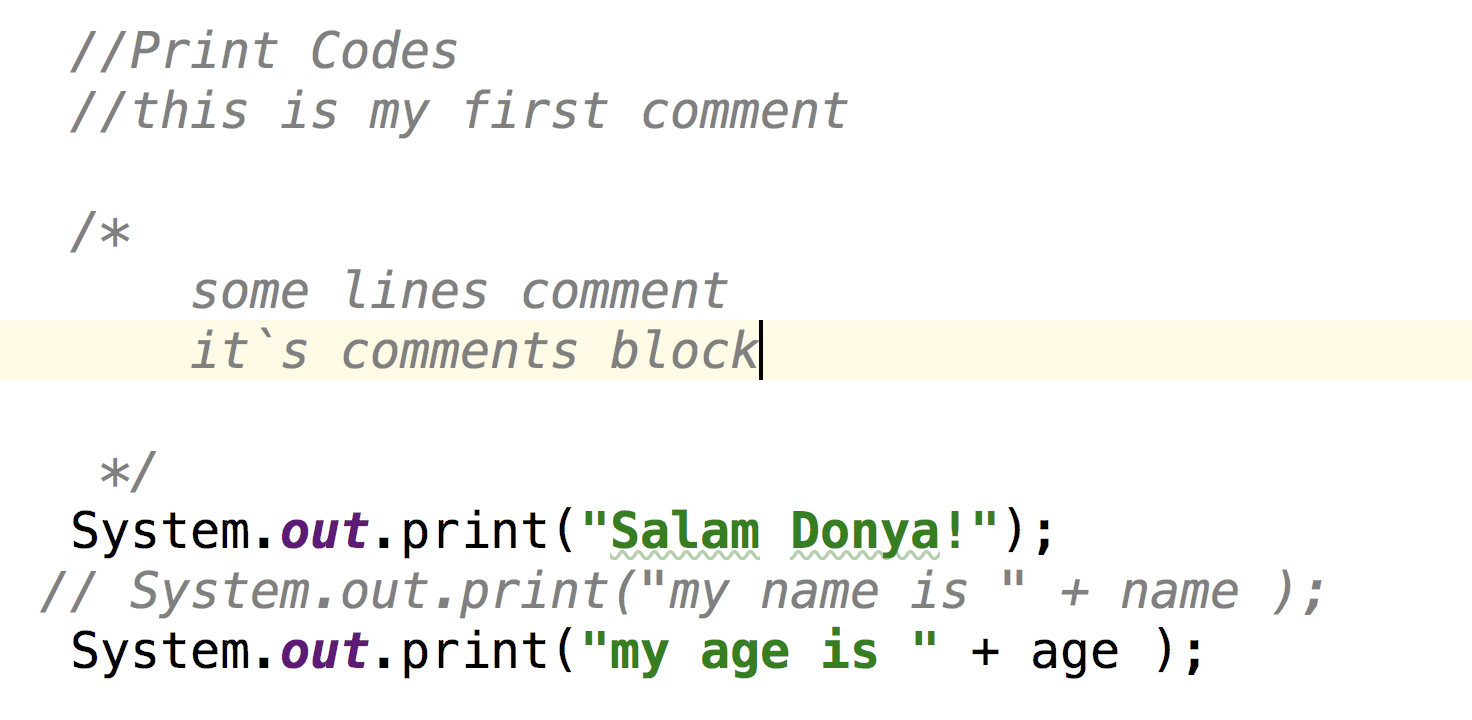 //Print Codes
//this is my first comment
/*
some lines comment
it`s comments block
*/
System.out.print("Salam Donya!");
// System.out.print("my name is " + name );
System.out.print("my age is " + age );